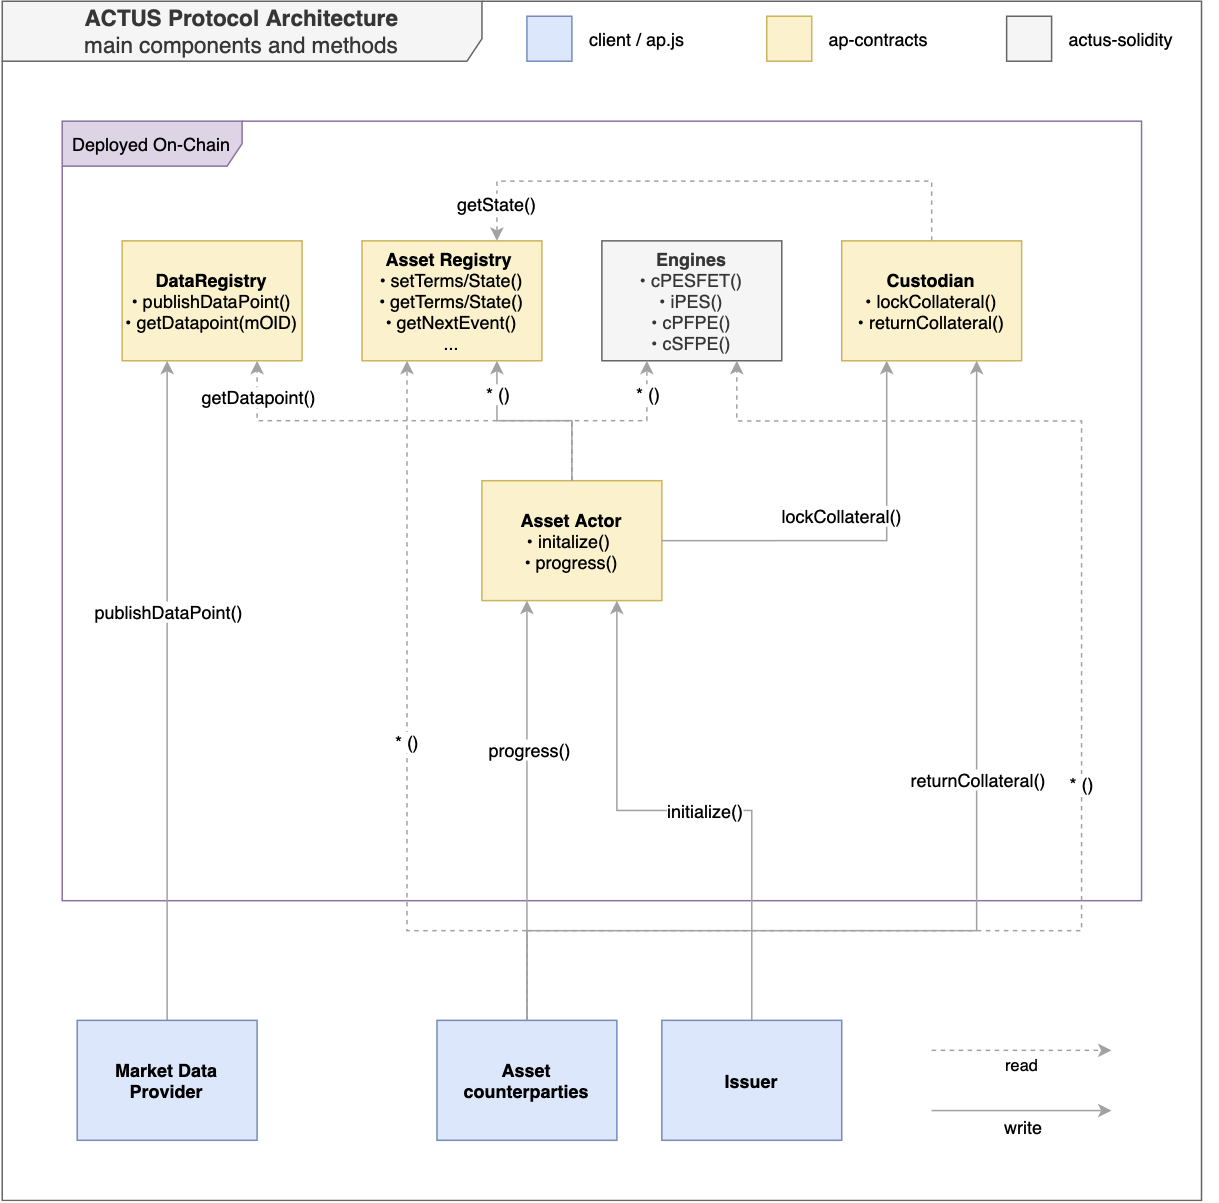 ACTUS Protocol Architecture
main components and methods
client / ap.js
ap-contracts
actus-solidity
Deployed On-Chain
getState()
DataRegistry
• publishDataPoint()
• getDatapoint(mOID)
Asset Registry
• setTerms/State()
• getTerms/State()
• getNextEvent()
...
Engines
• cPESFET()
• iPES()
• cPFPE()
• cSFPE()
Custodian
• lockCollateral()
• returnCollateral()
getDatapoint()
* ()
* ()
Asset Actor
• initalize()
• progress()
lockCollateral()
publishDataPoint()
* ()
progress()
initialize()
returnCollateral()
* ()
Market Data
Provider
Asset
counterparties
Issuer
read
write